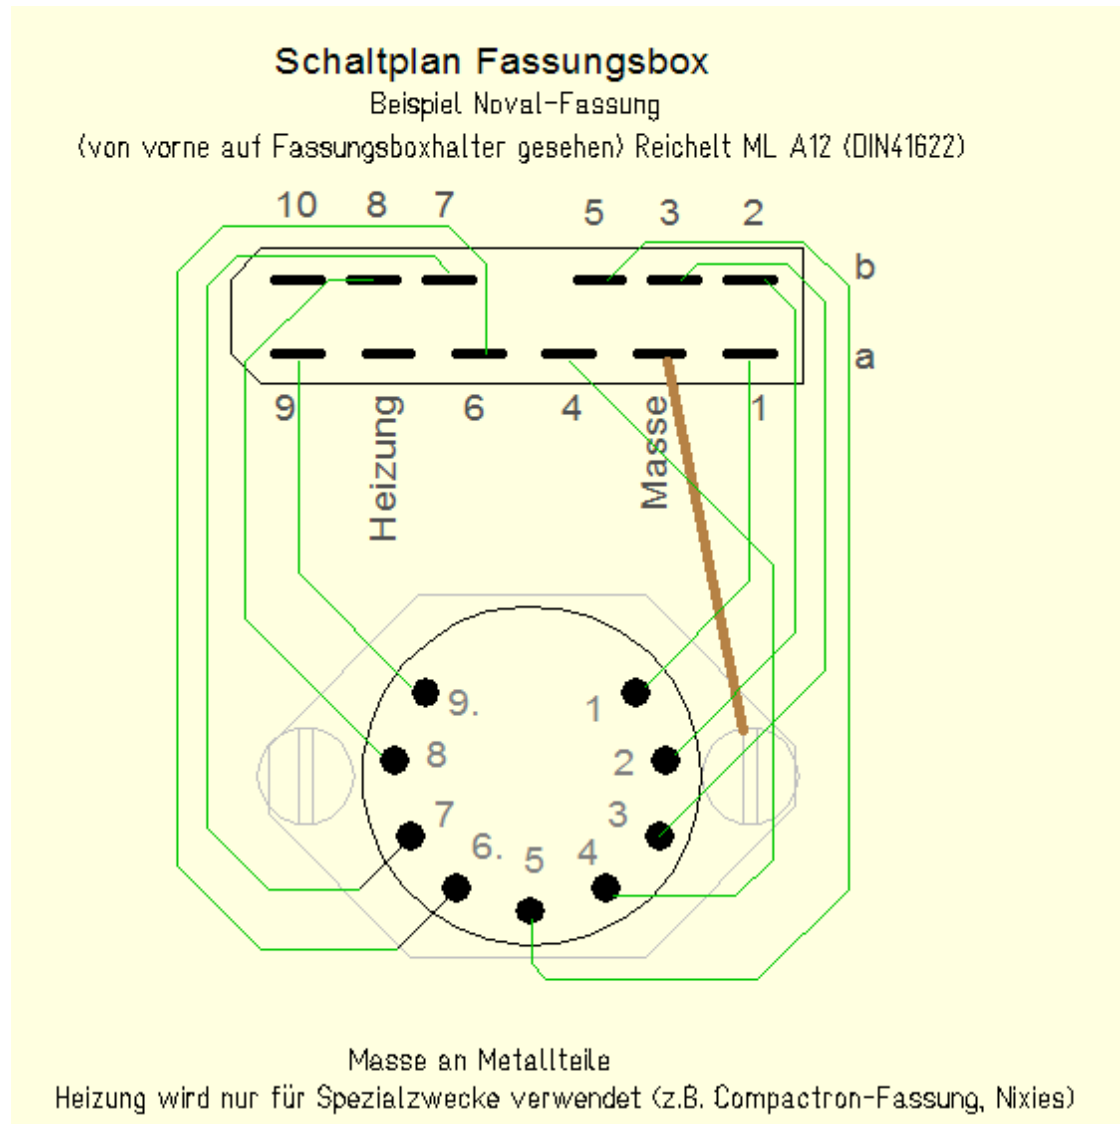 Schaltplan Fassungsbox
Beispiel Noval-Fassung
(von vorne auf Fassungsboxhalter gesehen) Reichelt ML A12 (DIN41622)
10 8 7 5 3 2
b
a
9 Heizung 6 4 Masse 1
9. 1
8 2
7 3
6. 5 4
Masse an Metallteile
Heizung wird nur für Spezialzwecke verwendet (z.B. Compactron-Fassung, Nixies)